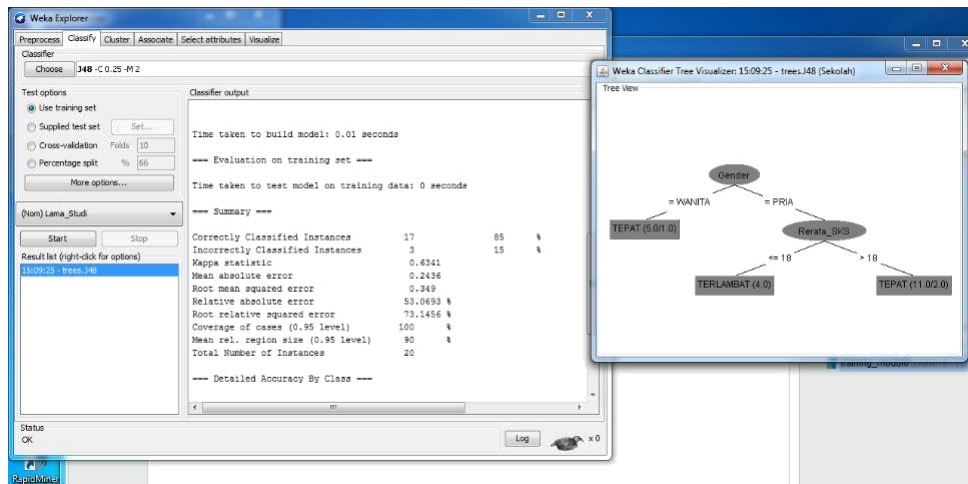 Weka Explorer
Preprocess Classify Cluster Associate Select attributes Visualize
Classifier
Choose J48 -C 0.25 -M 2
Test options
Use training set
Supplied test set Set...
Cross-validation Folds 10
Percentage split % 66
More options...
(Nom) Lama_Studi
Start Stop
Result list (right-click for options)
15:09:25 - trees.J48
Classifier output
Time taken to build model: 0.01 seconds
=== Evaluation on training set ===
Time taken to test model on training data: 0 seconds
=== Summary ===
Correctly Classified Instances 17 85 %
Incorrectly Classified Instances 3 15 %
Kappa statistic 0.6341
Mean absolute error 0.2436
Root mean squared error 0.349
Relative absolute error 53.0693 %
Root relative squared error 73.1456 %
Coverage of cases (0.95 level) 100 %
Mean rel. region size (0.95 level) 90 %
Total Number of Instances 20
=== Detailed Accuracy By Class ===
Status
OK
Log x 0
Weka Classifier Tree Visualizer: 15:09:25 - trees.J48 (Sekolah)
Tree View
Gender
= WANITA = PRIA
TEPAT (5.0/1.0) Rerata_SKS
<= 18 > 18
TERLAMBAT (4.0) TEPAT (11.0/2.0)
RapidMiner